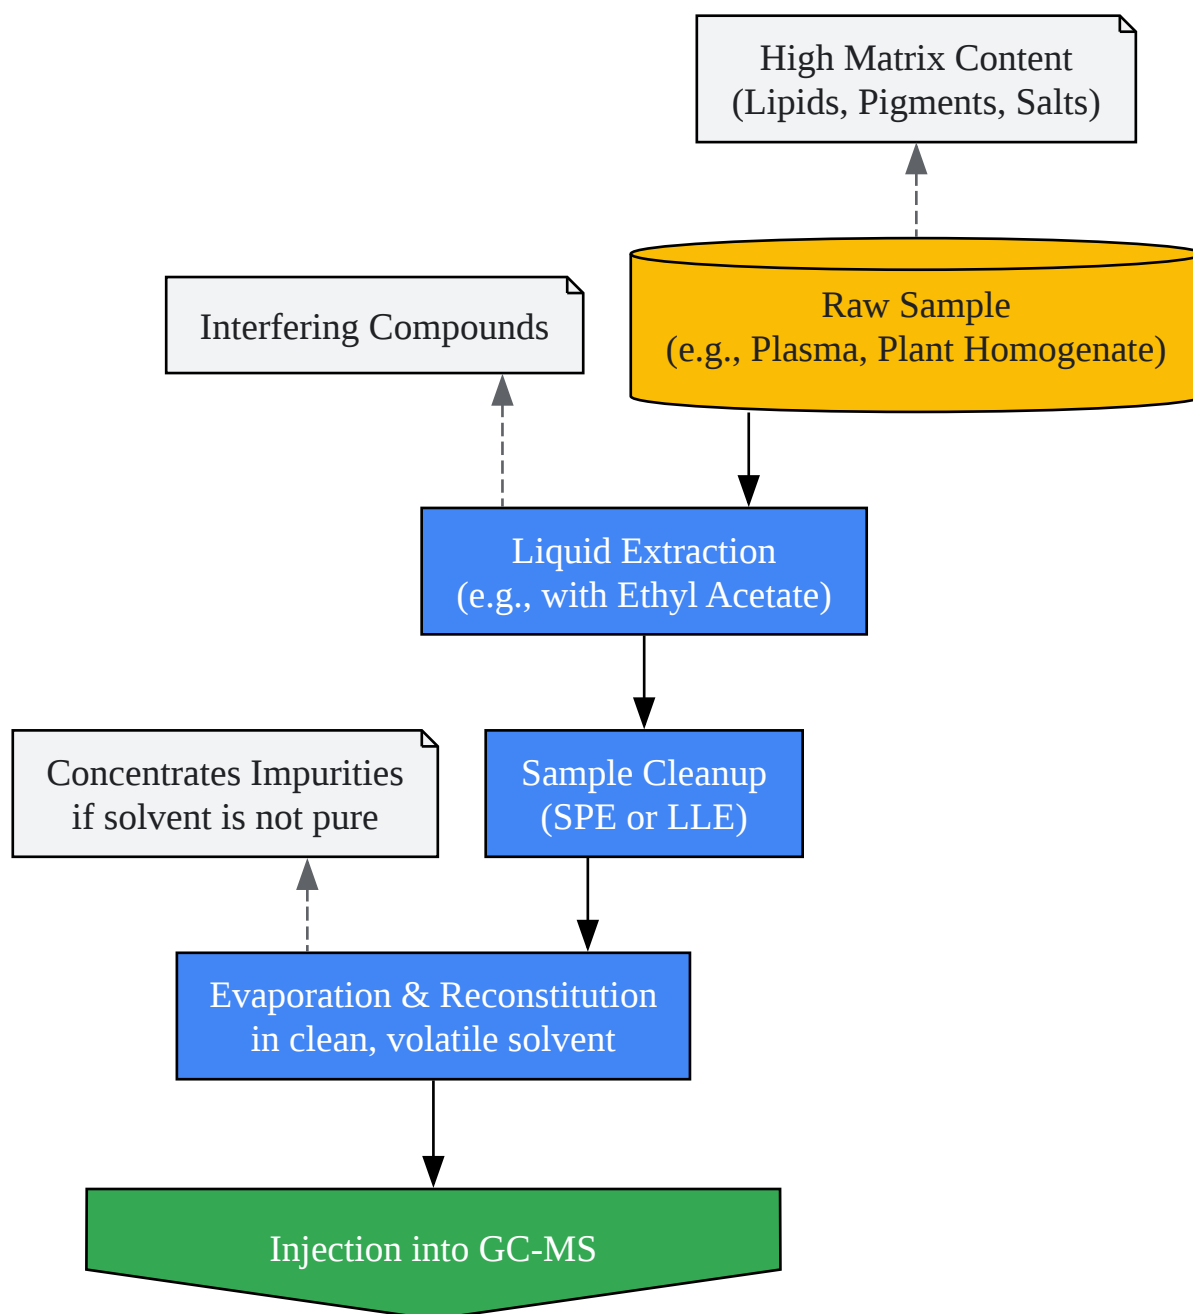 High Matrix Content
(Lipids, Pigments, Salts)
Raw Sample
(e.g., Plasma, Plant Homogenate)
Interfering Compounds
Liquid Extraction
(e.g., with Ethyl Acetate)
Concentrates Impurities
if solvent is not pure
Sample Cleanup
(SPE or LLE)
Evaporation & Reconstitution
in clean, volatile solvent
Injection into GC-MS